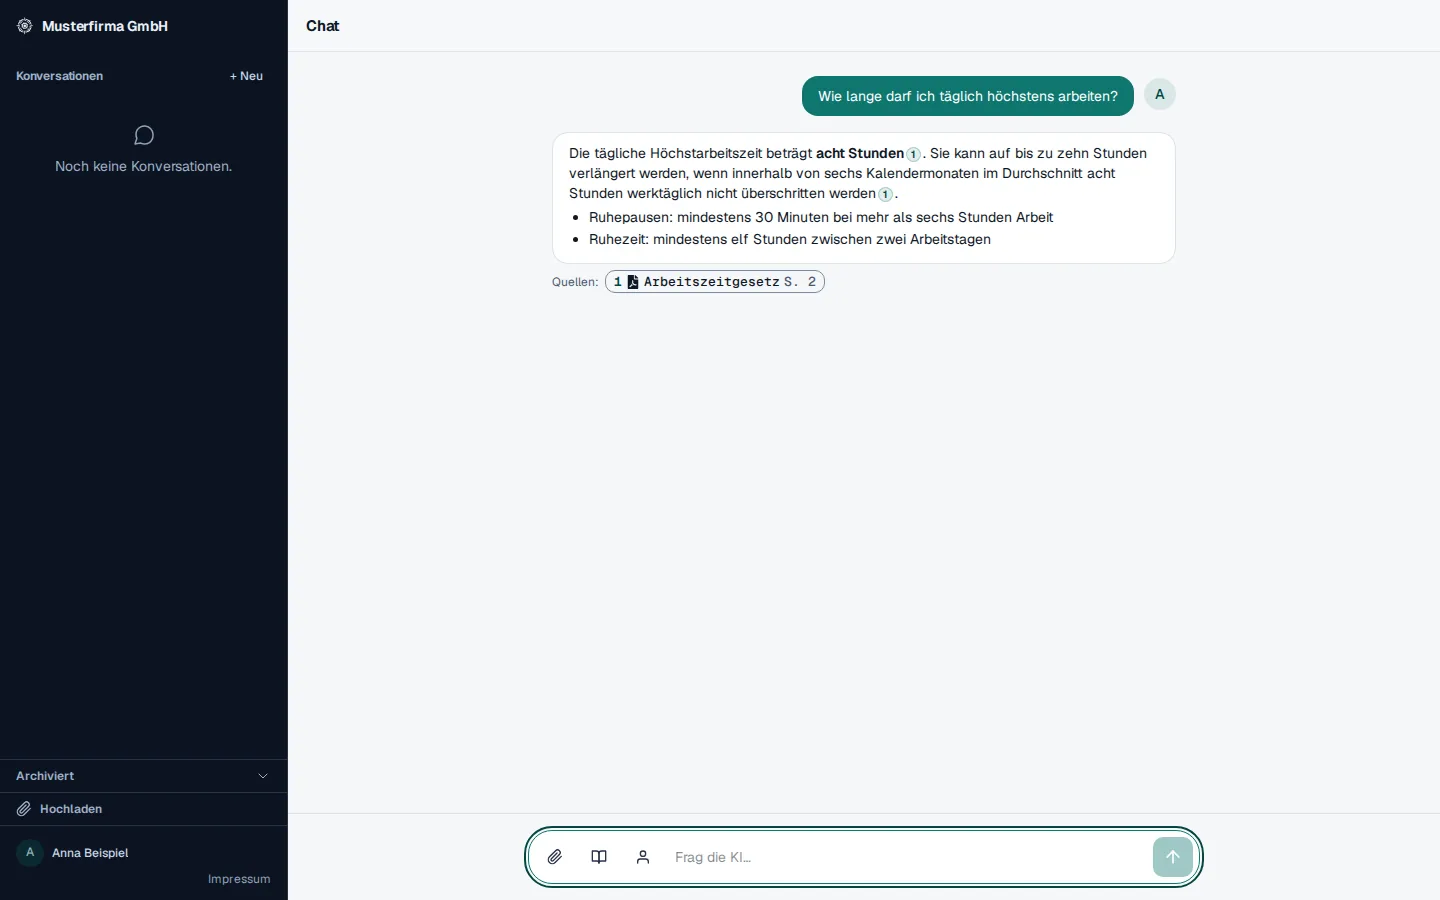 Musterfirma GmbH
Konversationen
+ Neu
Noch keine Konversationen.
Archiviert
Hochladen
A
Anna Beispiel
Impressum
Chat
Wie lange darf ich täglich höchstens arbeiten?
A
Die tägliche Höchstarbeitszeit beträgt acht Stunden 1. Sie kann auf bis zu zehn Stunden
verlängert werden, wenn innerhalb von sechs Kalendermonaten im Durchschnitt acht
Stunden werktäglich nicht überschritten werden 1.
• Ruhepausen: mindestens 30 Minuten bei mehr als sechs Stunden Arbeit
• Ruhezeit: mindestens elf Stunden zwischen zwei Arbeitstagen
Quellen: 1 Arbeitszeitgesetz S. 2
Frag die KI…